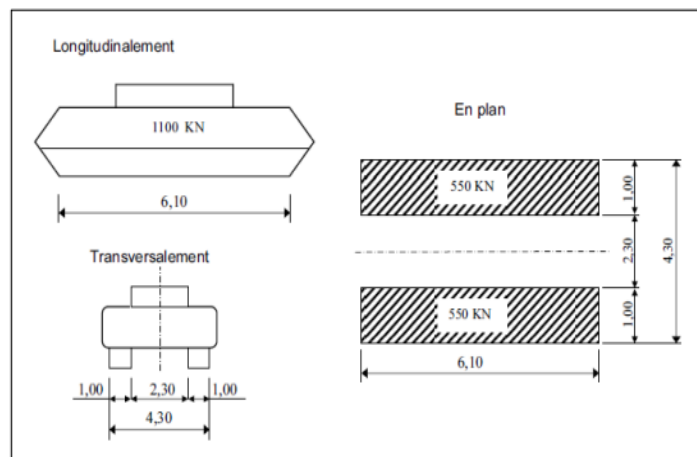 Longitudinalement
1100 KN
6,10
Transversalement
1,00
2,30
1,00
4,30
En plan
550 KN
1,00
2,30
4,30
550 KN
1,00
6,10